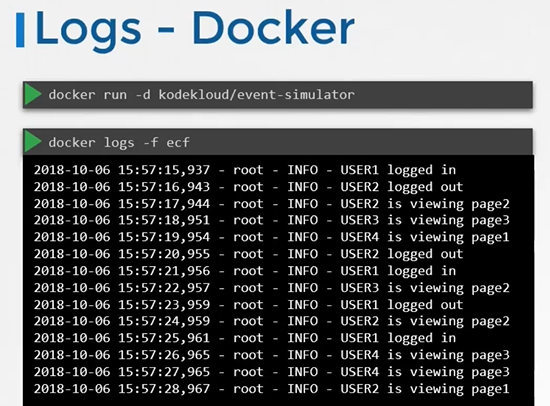 Logs - Docker
docker run -d kodekloud/event-simulator
docker logs -f ecf
2018-10-06 15:57:15,937 - root - INFO - USER1 logged in
2018-10-06 15:57:16,943 - root - INFO - USER2 logged out
2018-10-06 15:57:17,944 - root - INFO - USER2 is viewing page2
2018-10-06 15:57:18,951 - root - INFO - USER3 is viewing page3
2018-10-06 15:57:19,954 - root - INFO - USER4 is viewing page1
2018-10-06 15:57:20,955 - root - INFO - USER2 logged out
2018-10-06 15:57:21,956 - root - INFO - USER1 logged in
2018-10-06 15:57:22,957 - root - INFO - USER3 is viewing page2
2018-10-06 15:57:23,959 - root - INFO - USER1 logged out
2018-10-06 15:57:24,959 - root - INFO - USER2 is viewing page2
2018-10-06 15:57:25,961 - root - INFO - USER1 logged in
2018-10-06 15:57:26,965 - root - INFO - USER4 is viewing page3
2018-10-06 15:57:27,965 - root - INFO - USER4 is viewing page3
2018-10-06 15:57:28,967 - root - INFO - USER2 is viewing page1